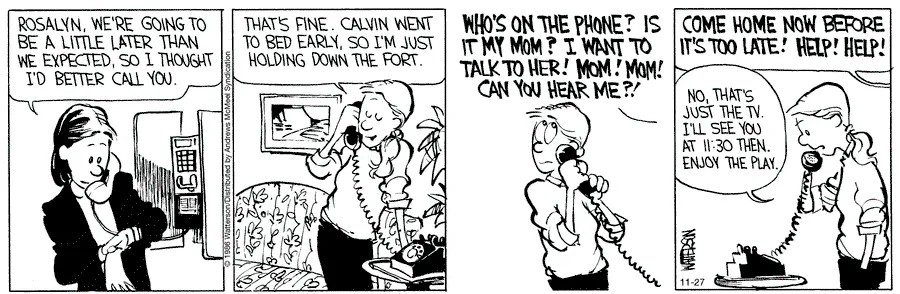 ROSALYN, WE'RE GOING TO
BE A LITTLE LATER THAN
WE EXPECTED, SO I THOUGHT
I'D BETTER CALL YOU.
© 1986 Watterson/Distributed by Andrews McMeel Syndication
THAT'S FINE. CALVIN WENT
TO BED EARLY, SO I'M JUST
HOLDING DOWN THE FORT.
WHO'S ON THE PHONE? IS
IT MY MOM? I WANT TO
TALK TO HER! MOM! MOM!
CAN YOU HEAR ME?!
COME HOME NOW BEFORE
IT'S TOO LATE! HELP! HELP!
NO, THAT'S
JUST THE TV.
I'LL SEE YOU
AT 11:30 THEN.
ENJOY THE PLAY.
WATTERSON
11-27